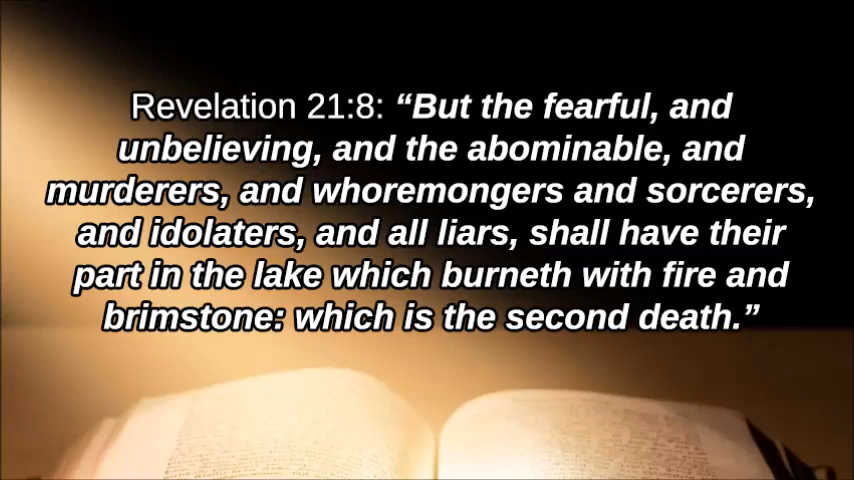 Revelation 21:8: “But the fearful, and
unbelieving, and the abominable, and
murderers, and whoremongers and sorcerers,
and idolaters, and all liars, shall have their
part in the lake which burneth with fire and
brimstone: which is the second death.”